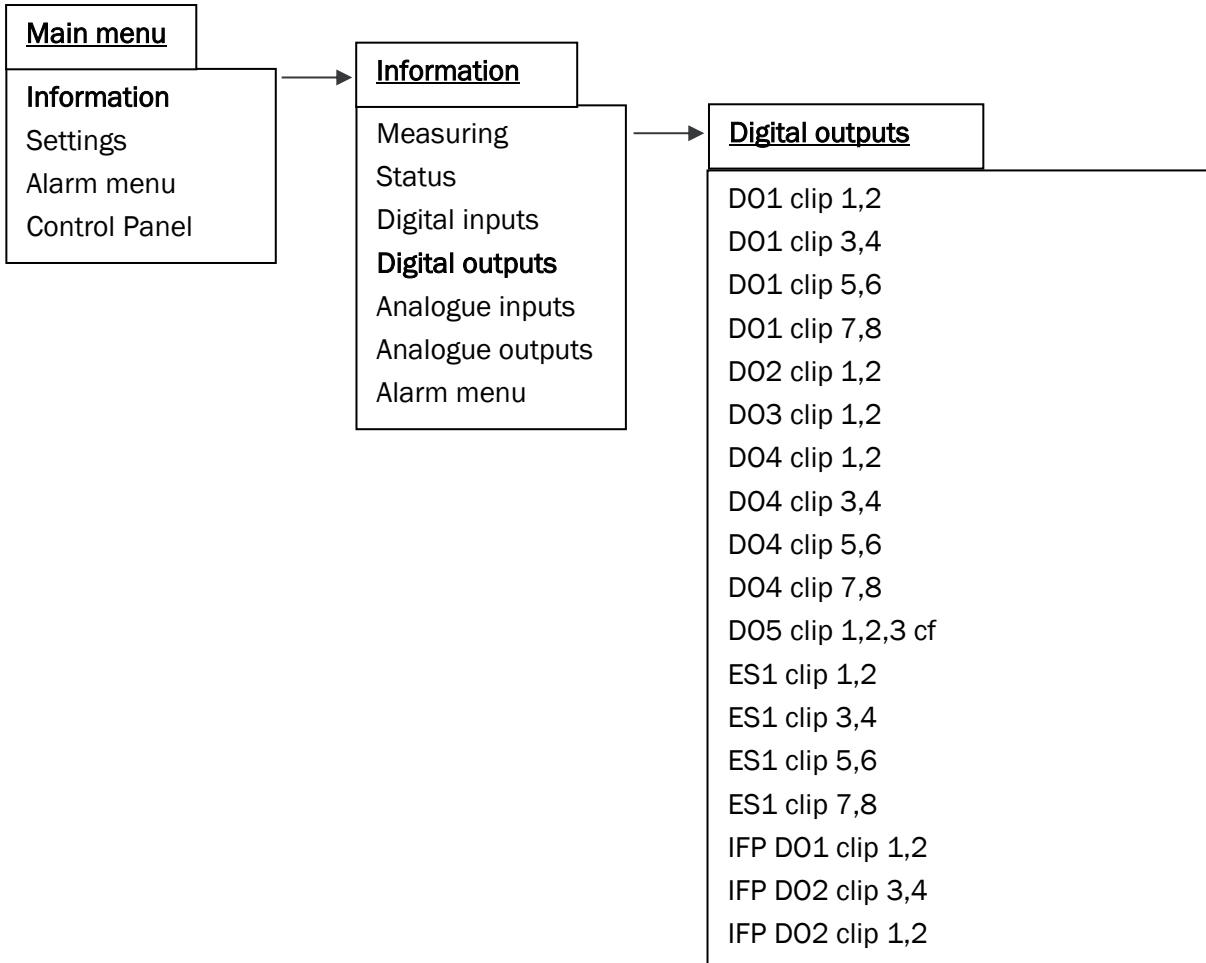 Main menu
Information
Settings
Alarm menu
Control Panel
Information
Measuring
Status
Digital inputs
Digital outputs
Analogue inputs
Analogue outputs
Alarm menu
Digital outputs
DO1 clip 1,2
DO1 clip 3,4
DO1 clip 5,6
DO1 clip 7,8
DO2 clip 1,2
DO3 clip 1,2
DO4 clip 1,2
DO4 clip 3,4
DO4 clip 5,6
DO4 clip 7,8
DO5 clip 1,2,3 cf
ES1 clip 1,2
ES1 clip 3,4
ES1 clip 5,6
ES1 clip 7,8
IFP DO1 clip 1,2
IFP DO2 clip 3,4
IFP DO2 clip 1,2